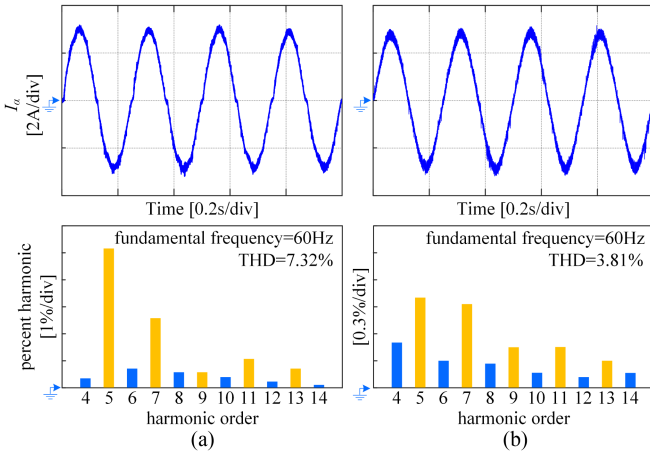 Iα
[2A/div]
Time [0.2s/div]
Time [0.2s/div]
percent harmonic
[1%/div]
fundamental frequency=60Hz
THD=7.32%
4 5 6 7 8 9 10 11 12 13 14
harmonic order
(a)
[0.3%/div]
fundamental frequency=60Hz
THD=3.81%
4 5 6 7 8 9 10 11 12 13 14
harmonic order
(b)